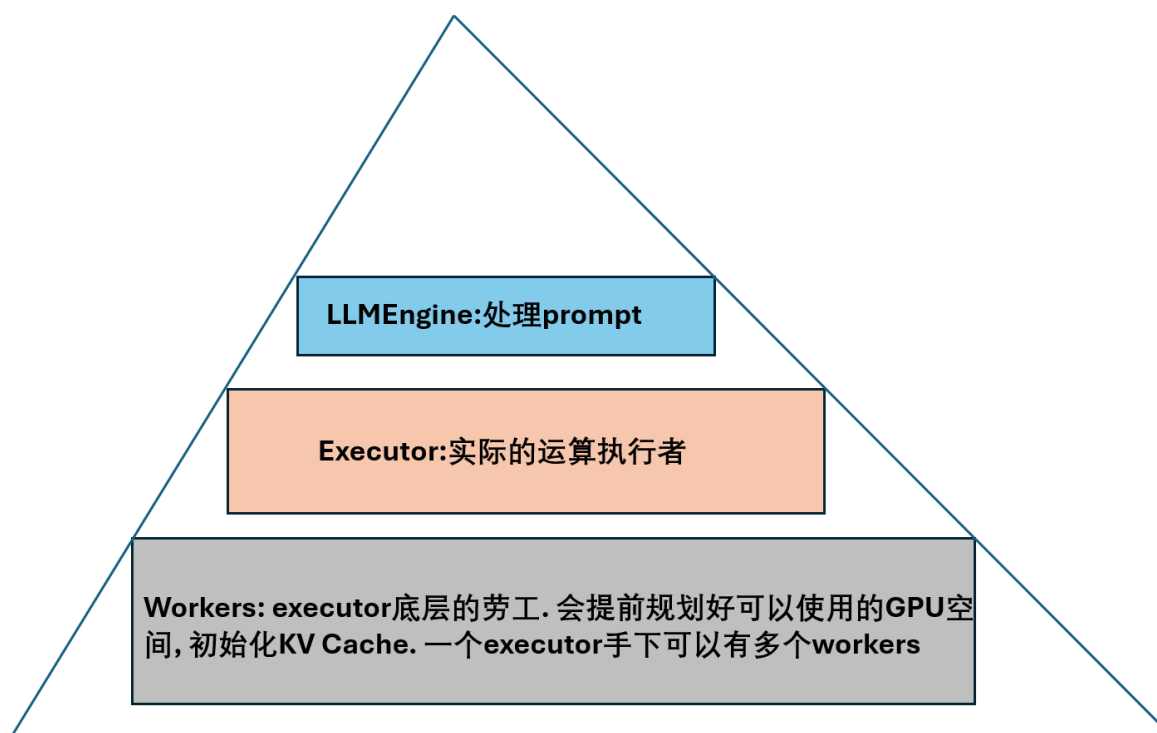 LLMEngine:处理prompt
Executor:实际的运算执行者
Workers: executor底层的劳工. 会提前规划好可以使用的GPU空
间, 初始化KV Cache. 一个executor手下可以有多个workers